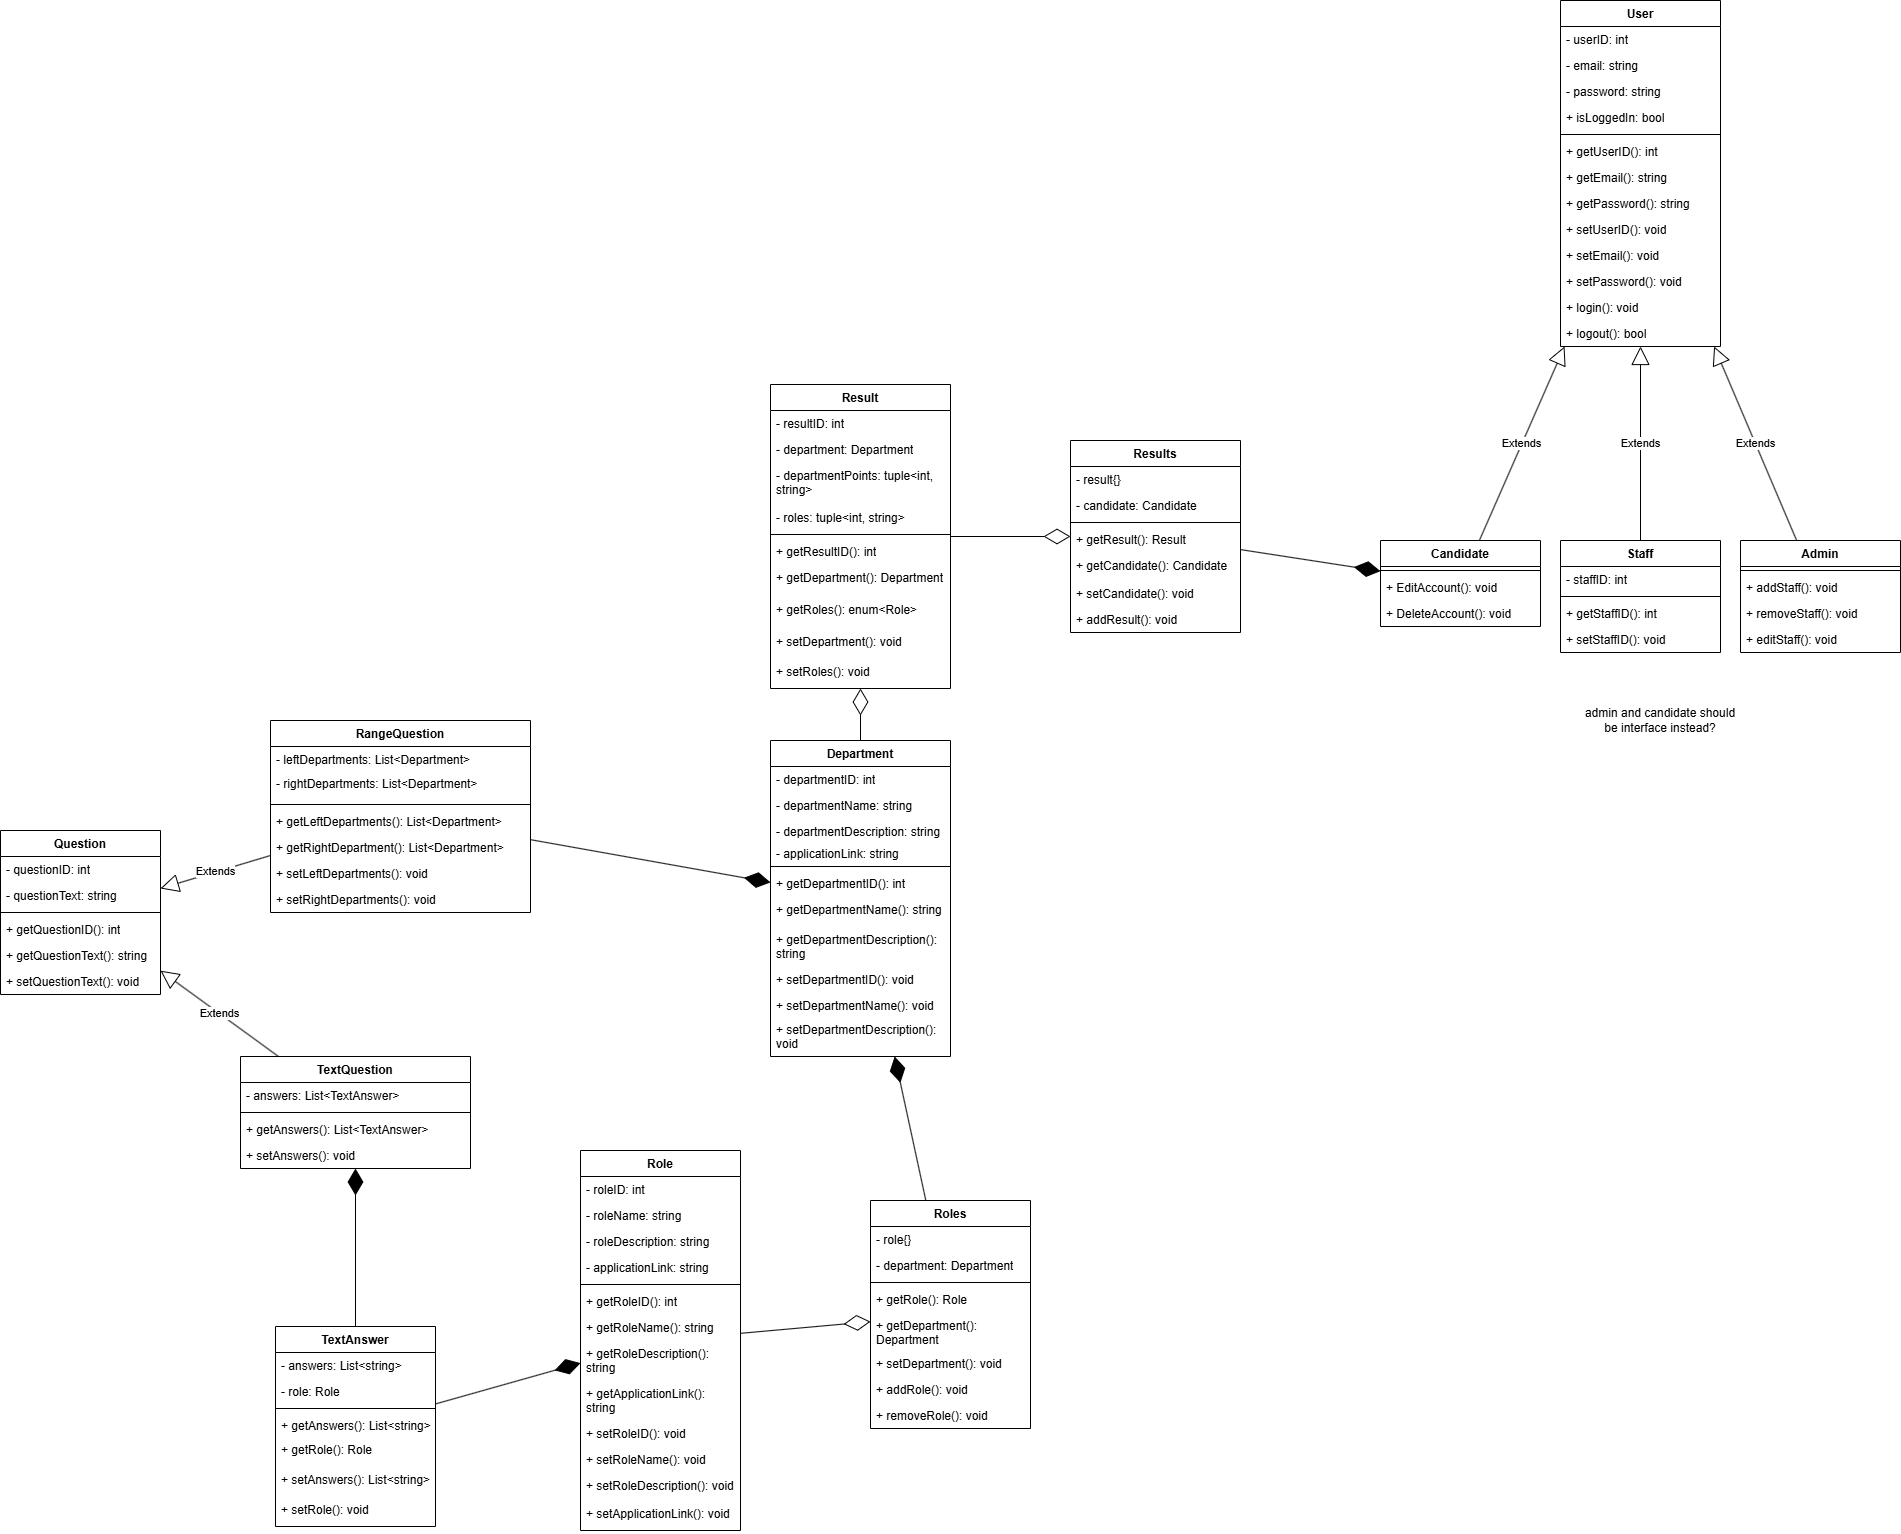 User
- userID: int
- email: string
- password: string
+ isLoggedIn: bool
+ getUserID(): int
+ getEmail(): string
+ getPassword(): string
+ setUserID(): void
+ setEmail(): void
+ setPassword(): void
+ login(): void
+ logout(): bool
Extends
Extends
Extends
Result
- resultID: int
- department: Department
- departmentPoints: tuple<int,
string>
- roles: tuple<int, string>
+ getResultID(): int
+ getDepartment(): Department
+ getRoles(): enum<Role>
+ setDepartment(): void
+ setRoles(): void
Results
- result{}
- candidate: Candidate
+ getResult(): Result
+ getCandidate(): Candidate
+ setCandidate(): void
+ addResult(): void
Candidate
+ EditAccount(): void
+ DeleteAccount(): void
Staff
- staffID: int
+ getStaffID(): int
+ setStaffID(): void
Admin
+ addStaff(): void
+ removeStaff(): void
+ editStaff(): void
admin and candidate should
be interface instead?
RangeQuestion
- leftDepartments: List<Department>
- rightDepartments: List<Department>
+ getLeftDepartments(): List<Department>
+ getRightDepartment(): List<Department>
+ setLeftDepartments(): void
+ setRightDepartments(): void
Department
- departmentID: int
- departmentName: string
- departmentDescription: string
- applicationLink: string
+ getDepartmentID(): int
+ getDepartmentName(): string
+ getDepartmentDescription():
string
+ setDepartmentID(): void
+ setDepartmentName(): void
+ setDepartmentDescription():
void
Question
- questionID: int
- questionText: string
+ getQuestionID(): int
+ getQuestionText(): string
+ setQuestionText(): void
Extends
Extends
TextQuestion
- answers: List<TextAnswer>
+ getAnswers(): List<TextAnswer>
+ setAnswers(): void
Role
- roleID: int
- roleName: string
- roleDescription: string
- applicationLink: string
+ getRoleID(): int
+ getRoleName(): string
+ getRoleDescription():
string
+ getApplicationLink():
string
+ setRoleID(): void
+ setRoleName(): void
+ setRoleDescription(): void
+ setApplicationLink(): void
Roles
- role{}
- department: Department
+ getRole(): Role
+ getDepartment():
Department
+ setDepartment(): void
+ addRole(): void
+ removeRole(): void
TextAnswer
- answers: List<string>
- role: Role
+ getAnswers(): List<string>
+ getRole(): Role
+ setAnswers(): List<string>
+ setRole(): void